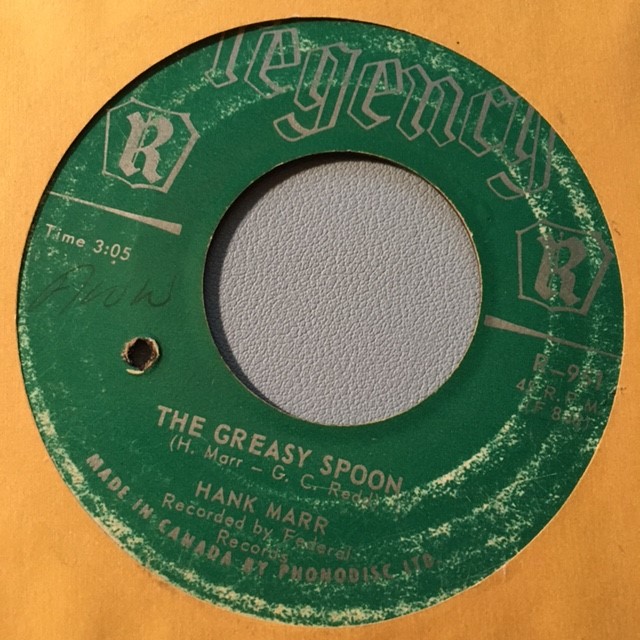 regency
R
R
Time 3:05
45 R.P.M.
THE GREASY SPOON
(H. Marr - G. C. Redd)
HANK MARR
Recorded by Federal
Records
MADE IN CANADA BY PHONODISC LTD.